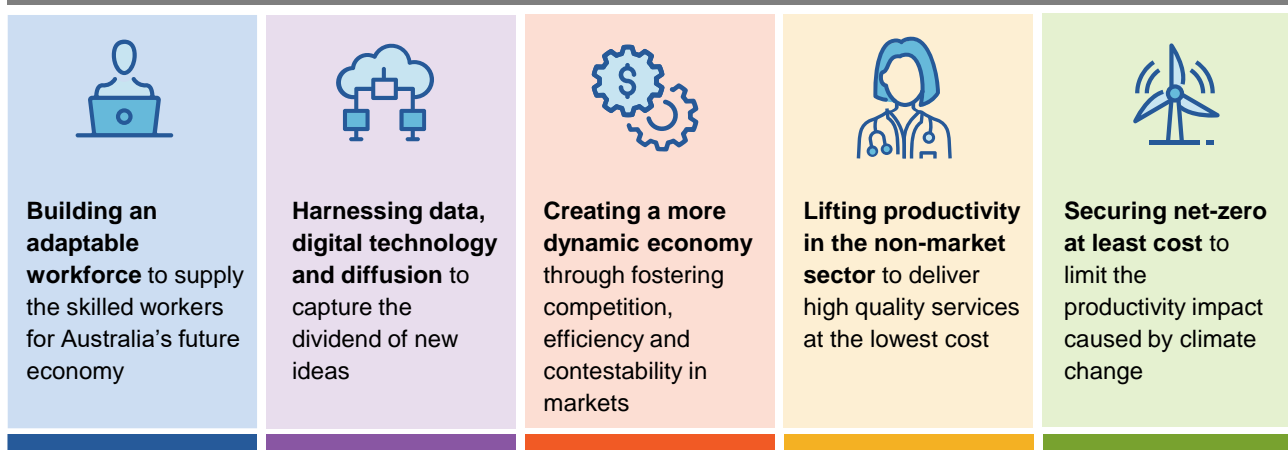 Building an
adaptable
workforce to supply
the skilled workers
for Australia’s future
economy
Harnessing data,
digital technology
and diffusion to
capture the
dividend of new
ideas
$
Creating a more
dynamic economy
through fostering
competition,
efficiency and
contestability in
markets
Lifting productivity
in the non-market
sector to deliver
high quality services
at the lowest cost
Securing net-zero
at least cost to
limit the
productivity impact
caused by climate
change